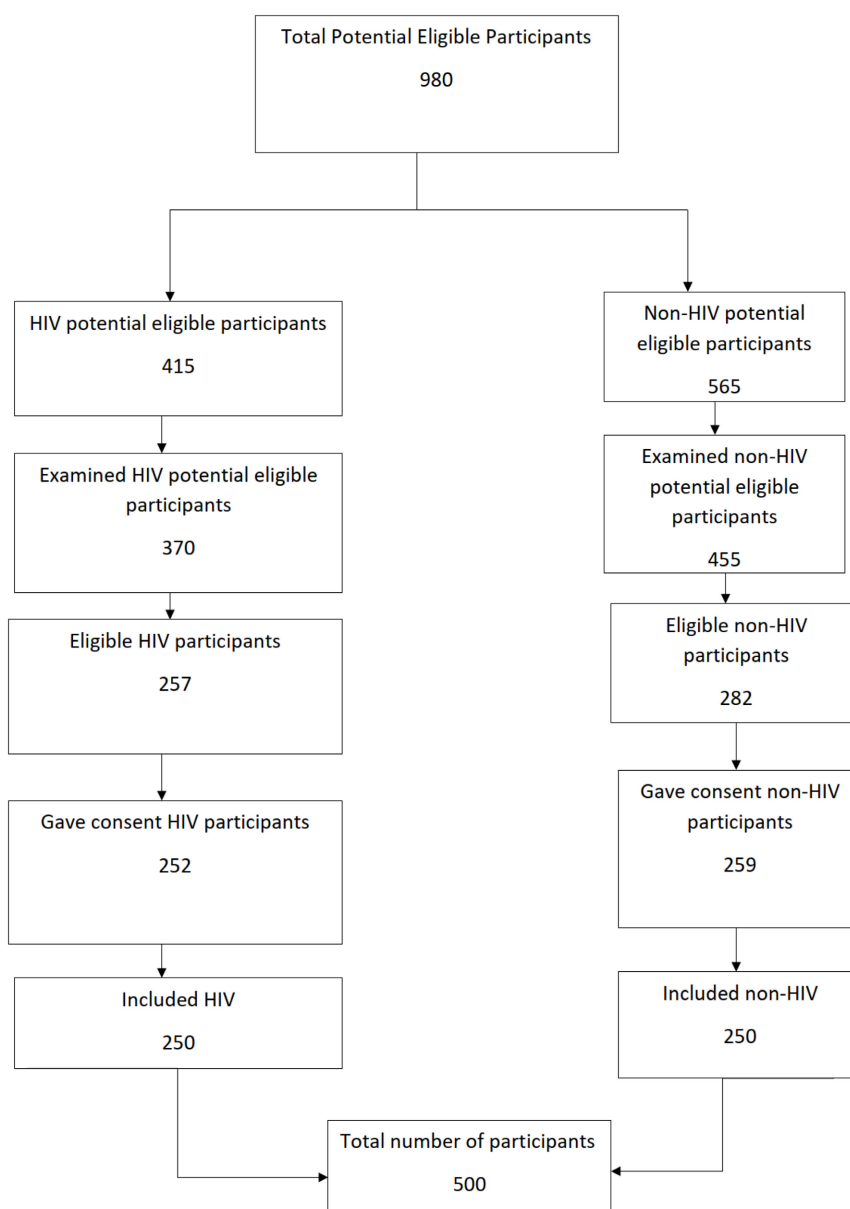 Total Potential Eligible Participants
980
HIV potential eligible participants
415
Non-HIV potential
eligible participants
565
Examined HIV potential eligible
participants
370
Examined non-HIV
potential eligible
participants
455
Eligible HIV participants
257
Eligible non-HIV
participants
282
Gave consent HIV participants
252
Gave consent non-HIV
participants
259
Included HIV
250
Included non-HIV
250
Total number of participants
500